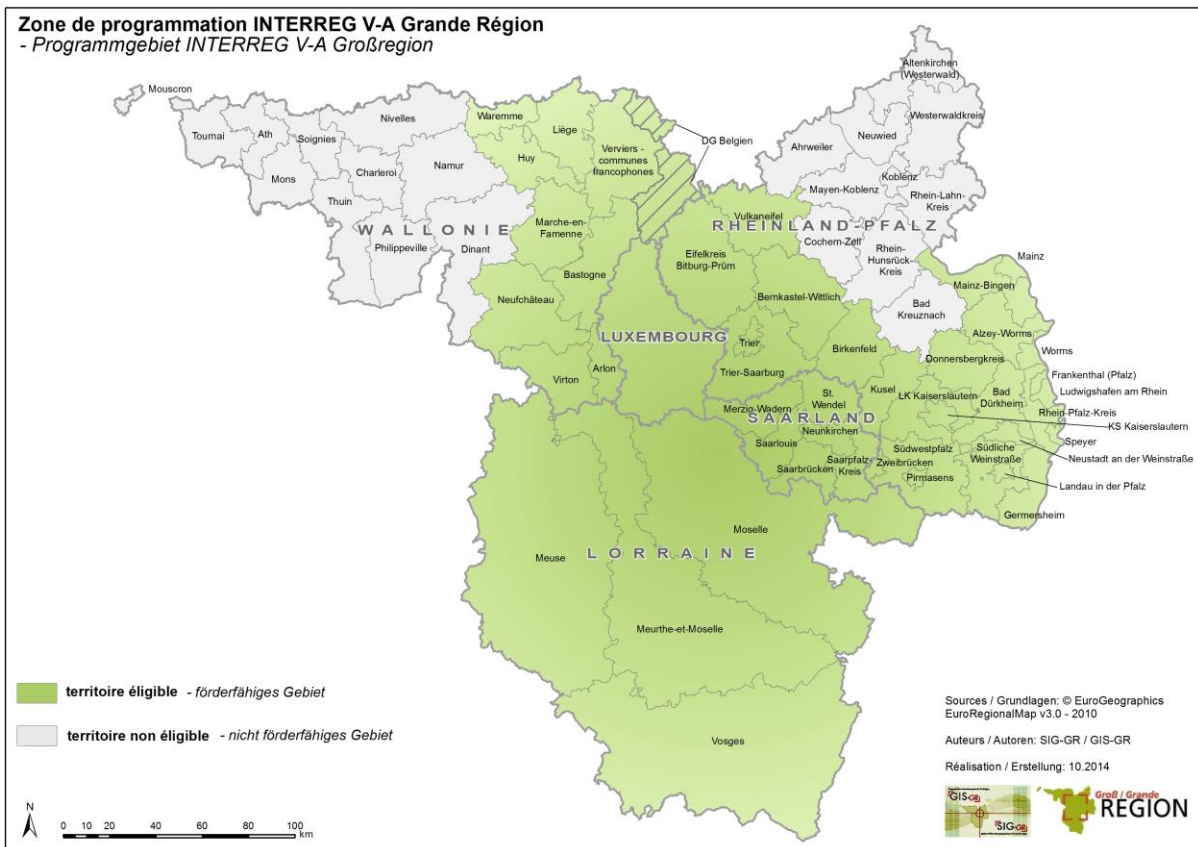 Zone de programmation INTERREG V-A Grande Région
- Programmgebiet INTERREG V-A Großregion
Altenkirchen
(Westerwald)
Mouscron
Waremme
Liège
Nivelles
Westerwaldkreis
Tournai
Ath
Soignies
Neuwied
DG Belgien
Ahrweiler
Huy
Verviers -
communes
francophones
Namur
Charleroi
Mons
Koblenz
Mayen-Koblenz
Rhein-Lahn-
Kreis
Thuin
Marche-en-
Famenne
Vulkaneifel
WALLONIE
RHEINLAND-PFALZ
Philippeville
Dinant
Cochem-Zell
Eifelkreis
Bitburg-Prüm
Rhein-
Hunsrück-
Kreis
Mainz
Bastogne
Mainz-Bingen
Neufchâteau
Bernkastel-Wittlich
Bad
Kreuznach
LUXEMBOURG
Alzey-Worms
Trier
Birkenfeld
Worms
Donnersbergkreis
Arlon
Trier-Saarburg
Virton
Frankenthal (Pfalz)
Kusel
LK Kaiserslautern
Bad
Dürkheim
Ludwigshafen am Rhein
St.
Wendel
Merzig-Wadern
Rhein-Pfalz-Kreis
SAARLAND
KS Kaiserslautern
Neunkirchen
Saarlouis
Speyer
Südwestpfalz
Südliche
Weinstraße
Neustadt an der Weinstraße
Saarpfalz-
Kreis
Saarbrücken
Zweibrücken
Pirmasens
Landau in der Pfalz
Germersheim
Moselle
LORRAINE
Meuse
Meurthe-et-Moselle
Vosges
territoire éligible - förderfähiges Gebiet
territoire non éligible - nicht förderfähiges Gebiet
Sources / Grundlagen: © EuroGeographics
EuroRegionalMap v3.0 - 2010
Auteurs / Autoren: SIG-GR / GIS-GR
Réalisation / Erstellung: 10.2014
N
0 10 20 40 60 80 100
km
GIS-GR
SIG-GR
Groß / Grande
REGION